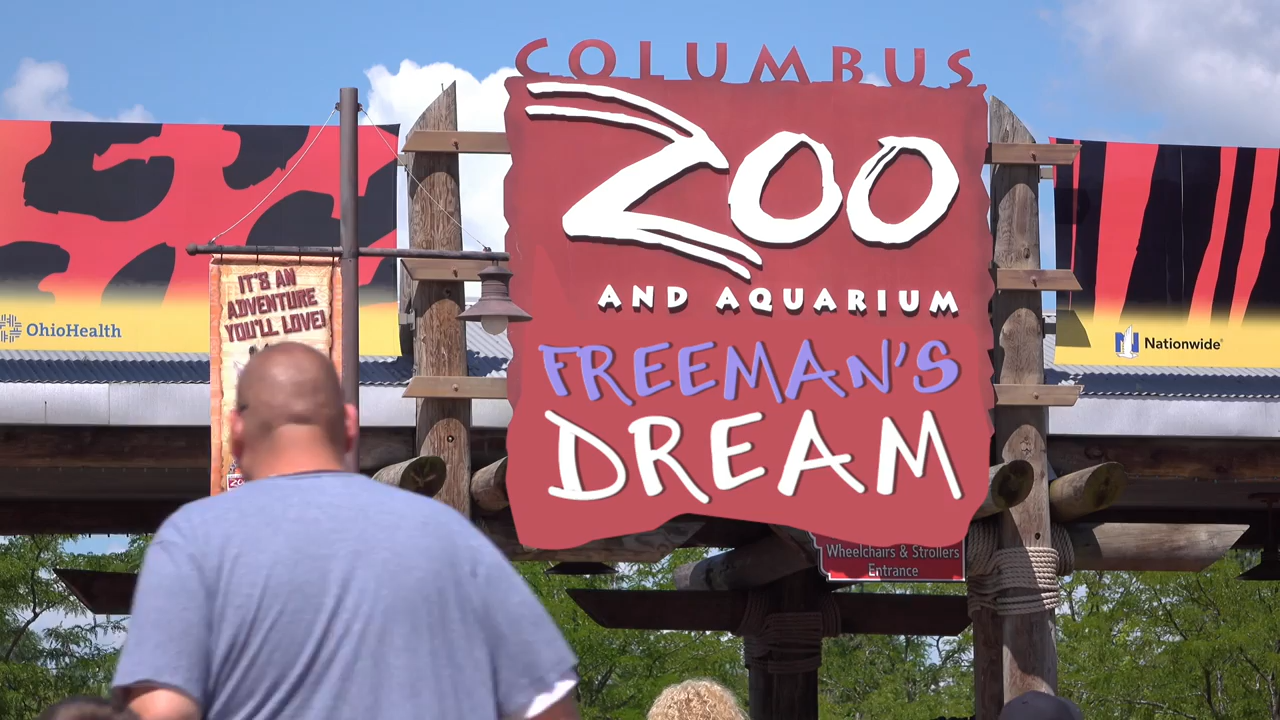 COLUMBUS
ZOO
AND AQUARIUM
FREEMAN'S
DREAM
IT'S AN
ADVENTURE
YOU'LL LOVE!
OhioHealth
Nationwide
Wheelchairs & Strollers
Entrance